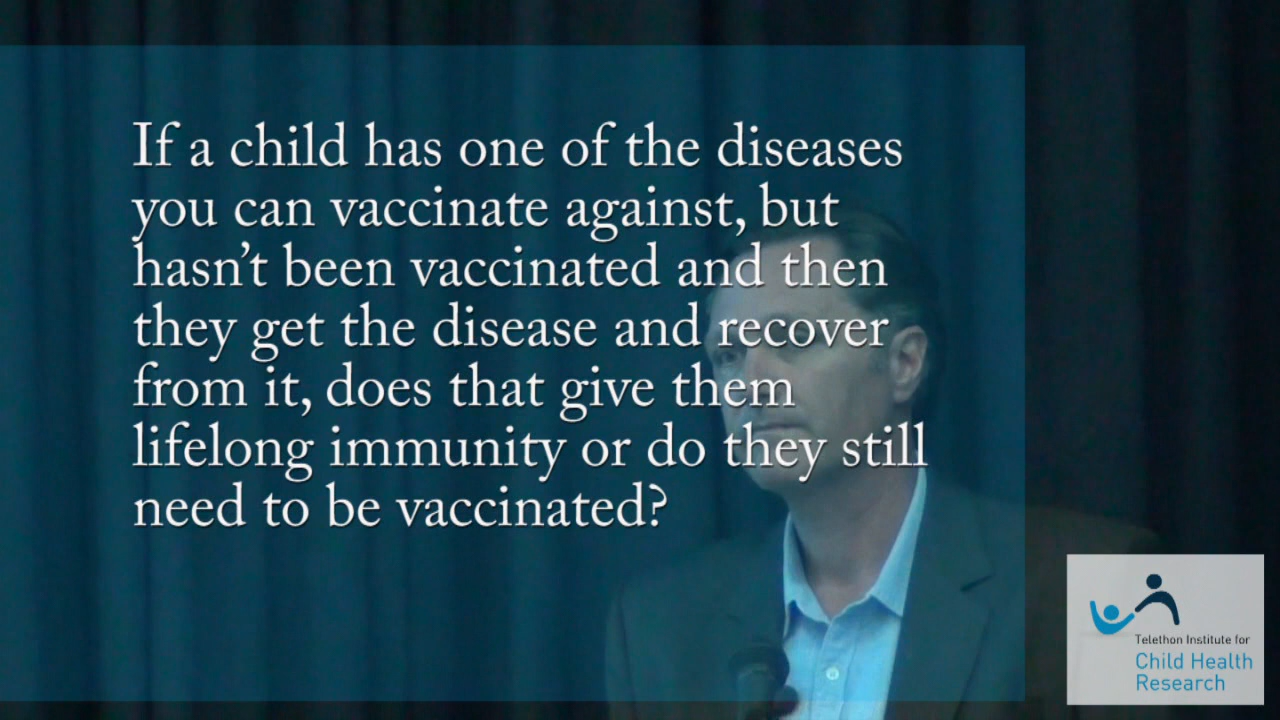 If a child has one of the diseases
you can vaccinate against, but
hasn't been vaccinated and then
they get the disease and recover
from it, does that give them
lifelong immunity or do they still
need to be vaccinated?
Telethon Institute for
Child Health
Research